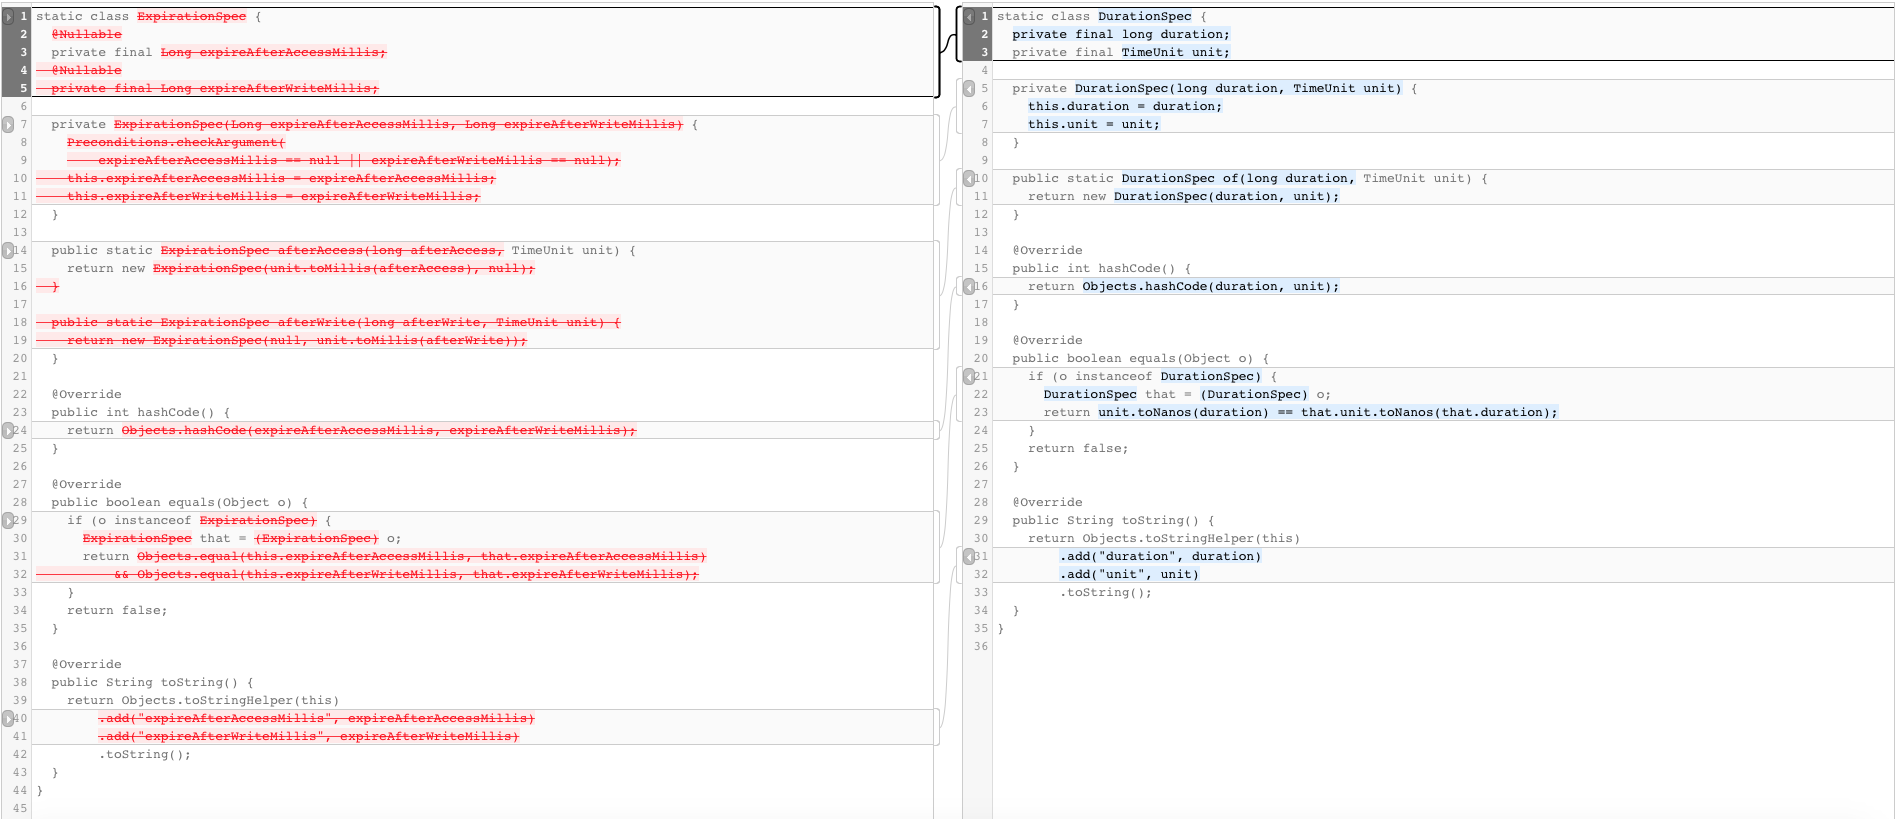 1 static class ExpirationSpec {
2 @Nullable
3 private final Long expireAfterAccessMillis;
4 @Nullable
5 private final Long expireAfterWriteMillis;
6
7 private ExpirationSpec(Long expireAfterAccessMillis, Long expireAfterWriteMillis) {
8 Preconditions.checkArgument(
9 expireAfterAccessMillis == null || expireAfterWriteMillis == null);
10 this.expireAfterAccessMillis = expireAfterAccessMillis;
11 this.expireAfterWriteMillis = expireAfterWriteMillis;
12 }
13
14 public static ExpirationSpec afterAccess(long afterAccess, TimeUnit unit) {
15 return new ExpirationSpec(unit.toMillis(afterAccess), null);
16 }
17
18 public static ExpirationSpec afterWrite(long afterWrite, TimeUnit unit) {
19 return new ExpirationSpec(null, unit.toMillis(afterWrite));
20 }
21
22 @Override
23 public int hashCode() {
24 return Objects.hashCode(expireAfterAccessMillis, expireAfterWriteMillis);
25 }
26
27 @Override
28 public boolean equals(Object o) {
29 if (o instanceof ExpirationSpec) {
30 ExpirationSpec that = (ExpirationSpec) o;
31 return Objects.equal(this.expireAfterAccessMillis, that.expireAfterAccessMillis)
32 && Objects.equal(this.expireAfterWriteMillis, that.expireAfterWriteMillis);
33 }
34 return false;
35 }
36
37 @Override
38 public String toString() {
39 return Objects.toStringHelper(this)
40 .add("expireAfterAccessMillis", expireAfterAccessMillis)
41 .add("expireAfterWriteMillis", expireAfterWriteMillis)
42 .toString();
43 }
44 }
45
1 static class DurationSpec {
2 private final long duration;
3 private final TimeUnit unit;
4
5 private DurationSpec(long duration, TimeUnit unit) {
6 this.duration = duration;
7 this.unit = unit;
8 }
9
10 public static DurationSpec of(long duration, TimeUnit unit) {
11 return new DurationSpec(duration, unit);
12 }
13
14 @Override
15 public int hashCode() {
16 return Objects.hashCode(duration, unit);
17 }
18
19 @Override
20 public boolean equals(Object o) {
21 if (o instanceof DurationSpec) {
22 DurationSpec that = (DurationSpec) o;
23 return unit.toNanos(duration) == that.unit.toNanos(that.duration);
24 }
25 return false;
26 }
27
28 @Override
29 public String toString() {
30 return Objects.toStringHelper(this)
31 .add("duration", duration)
32 .add("unit", unit)
33 .toString();
34 }
35 }
36